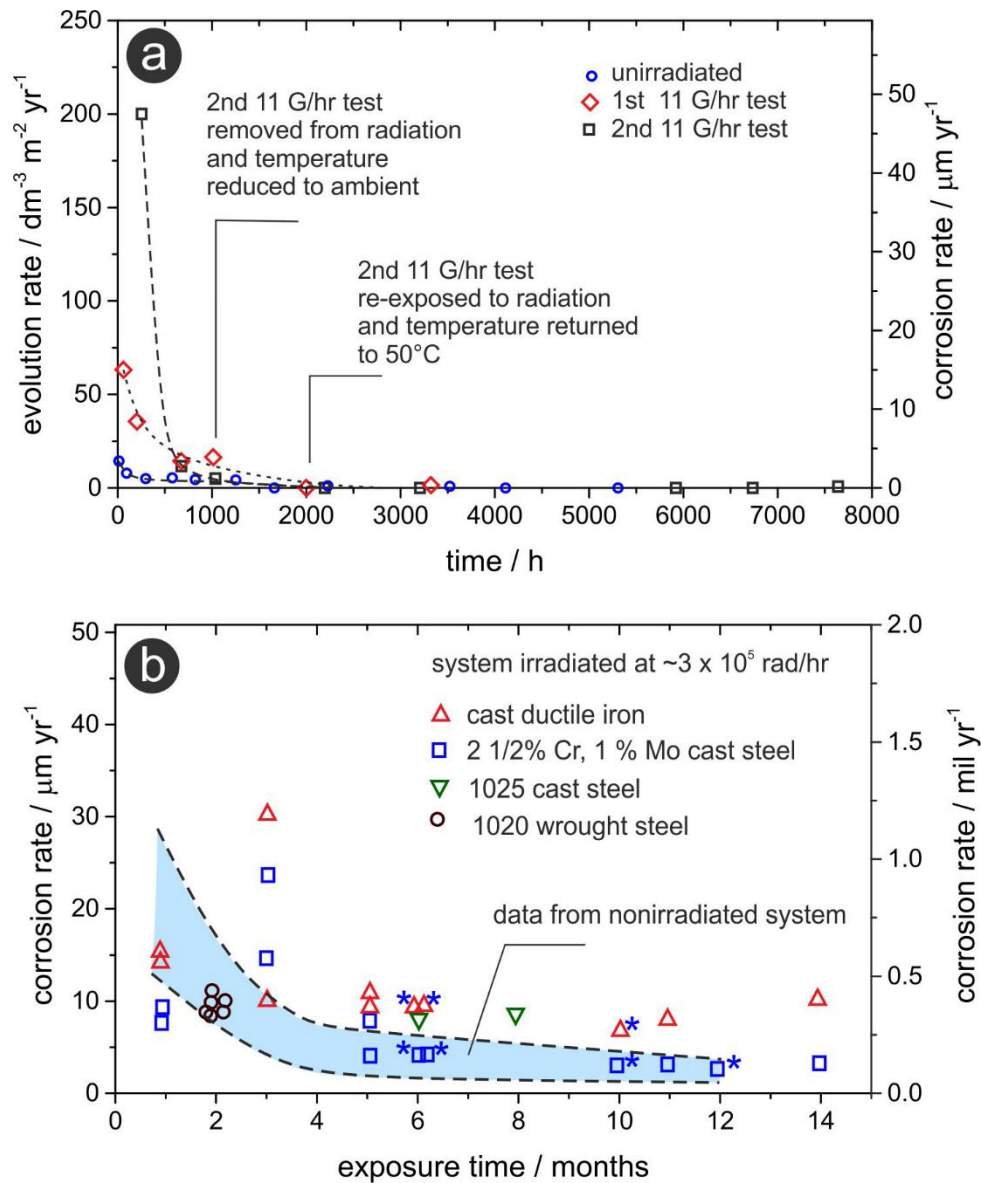 a
unirradiated
1st 11 G/hr test
2nd 11 G/hr test
2nd 11 G/hr test
removed from radiation
and temperature
reduced to ambient
2nd 11 G/hr test
re-exposed to radiation
and temperature returned
to 50°C
evolution rate / dm⁻³ m⁻² yr⁻¹
250
200
150
100
50
0
corrosion rate / μm yr⁻¹
50
40
30
20
10
0
0 1000 2000 3000 4000 5000 6000 7000 8000
time / h
b
system irradiated at ~3 x 10⁵ rad/hr
cast ductile iron
2 1/2% Cr, 1 % Mo cast steel
1025 cast steel
1020 wrought steel
data from nonirradiated system
corrosion rate / μm yr⁻¹
50
40
30
20
10
0
corrosion rate / mil yr⁻¹
2.0
1.5
1.0
0.5
0.0
* * * * * * *
0 2 4 6 8 10 12 14
exposure time / months